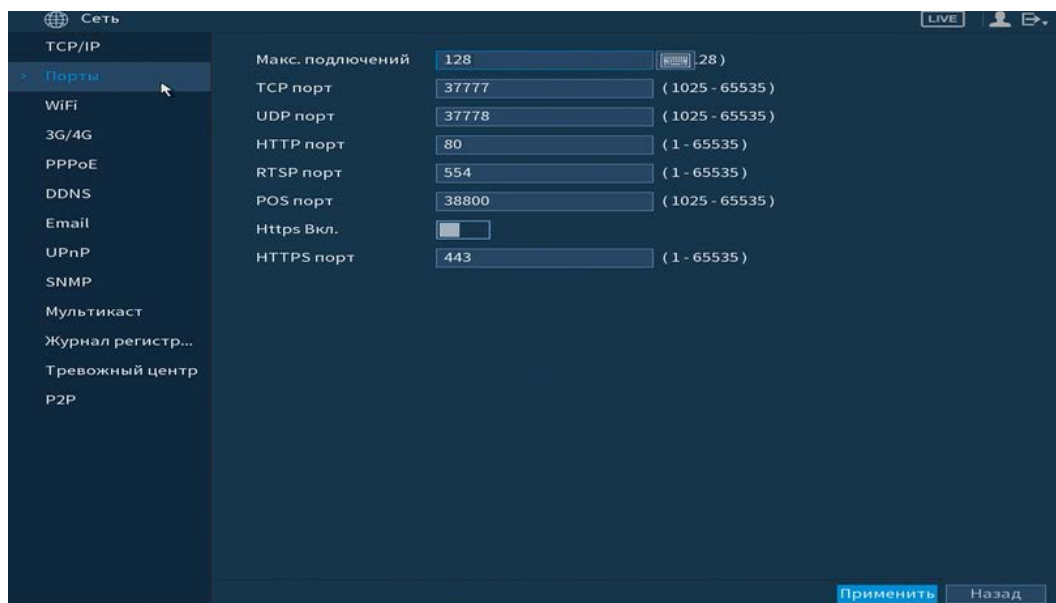 Сеть
LIVE
TCP/IP
Порты
WiFi
3G/4G
PPPoE
DDNS
Email
UPnP
SNMP
Мультикаст
Журнал регистр...
Тревожный центр
P2P
Макс. подлючений 128 28 )
TCP порт 37777 ( 1025 - 65535 )
UDP порт 37778 ( 1025 - 65535 )
HTTP порт 80 ( 1 - 65535 )
RTSP порт 554 ( 1 - 65535 )
POS порт 38800 ( 1025 - 65535 )
Https Вкл.
HTTPS порт 443 ( 1 - 65535 )
Применить Назад